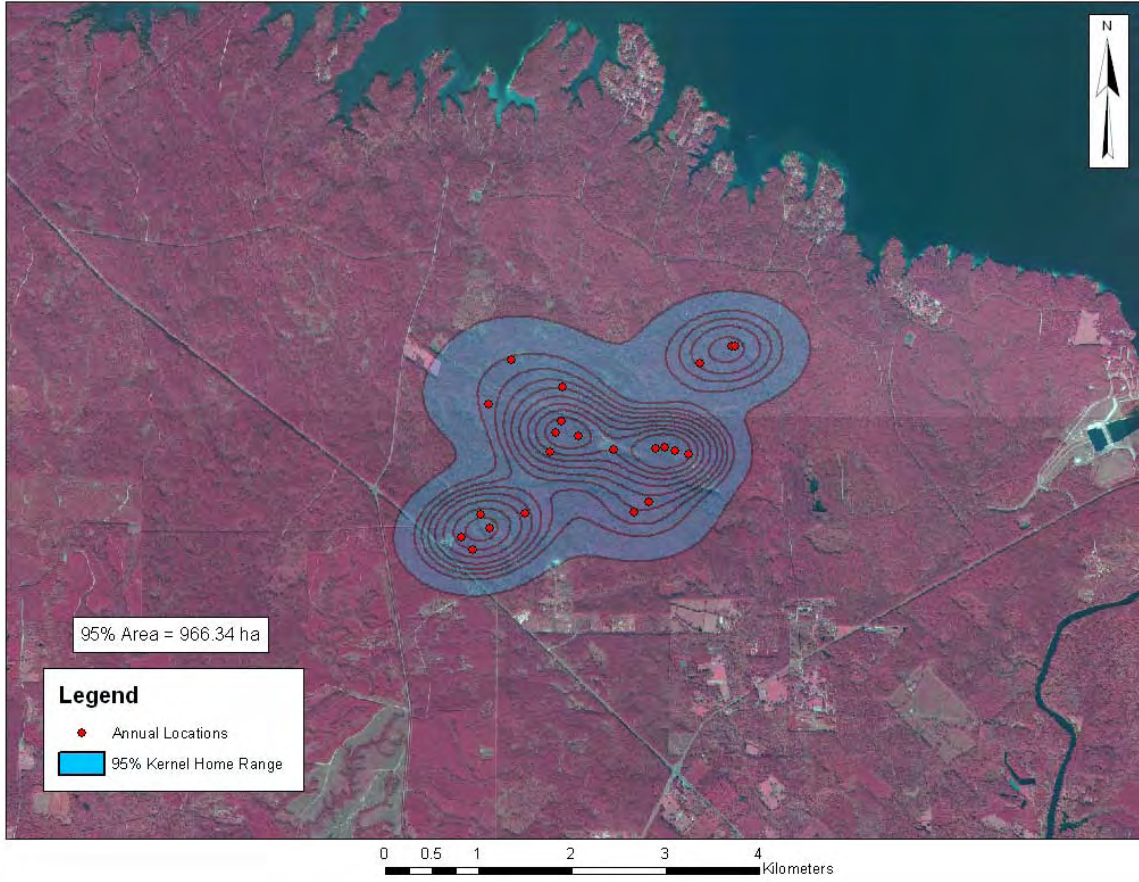 N
95% Area = 966.34 ha
Legend
Annual Locations
95% Kernel Home Range
0 0.5 1 2 3 4
Kilometers